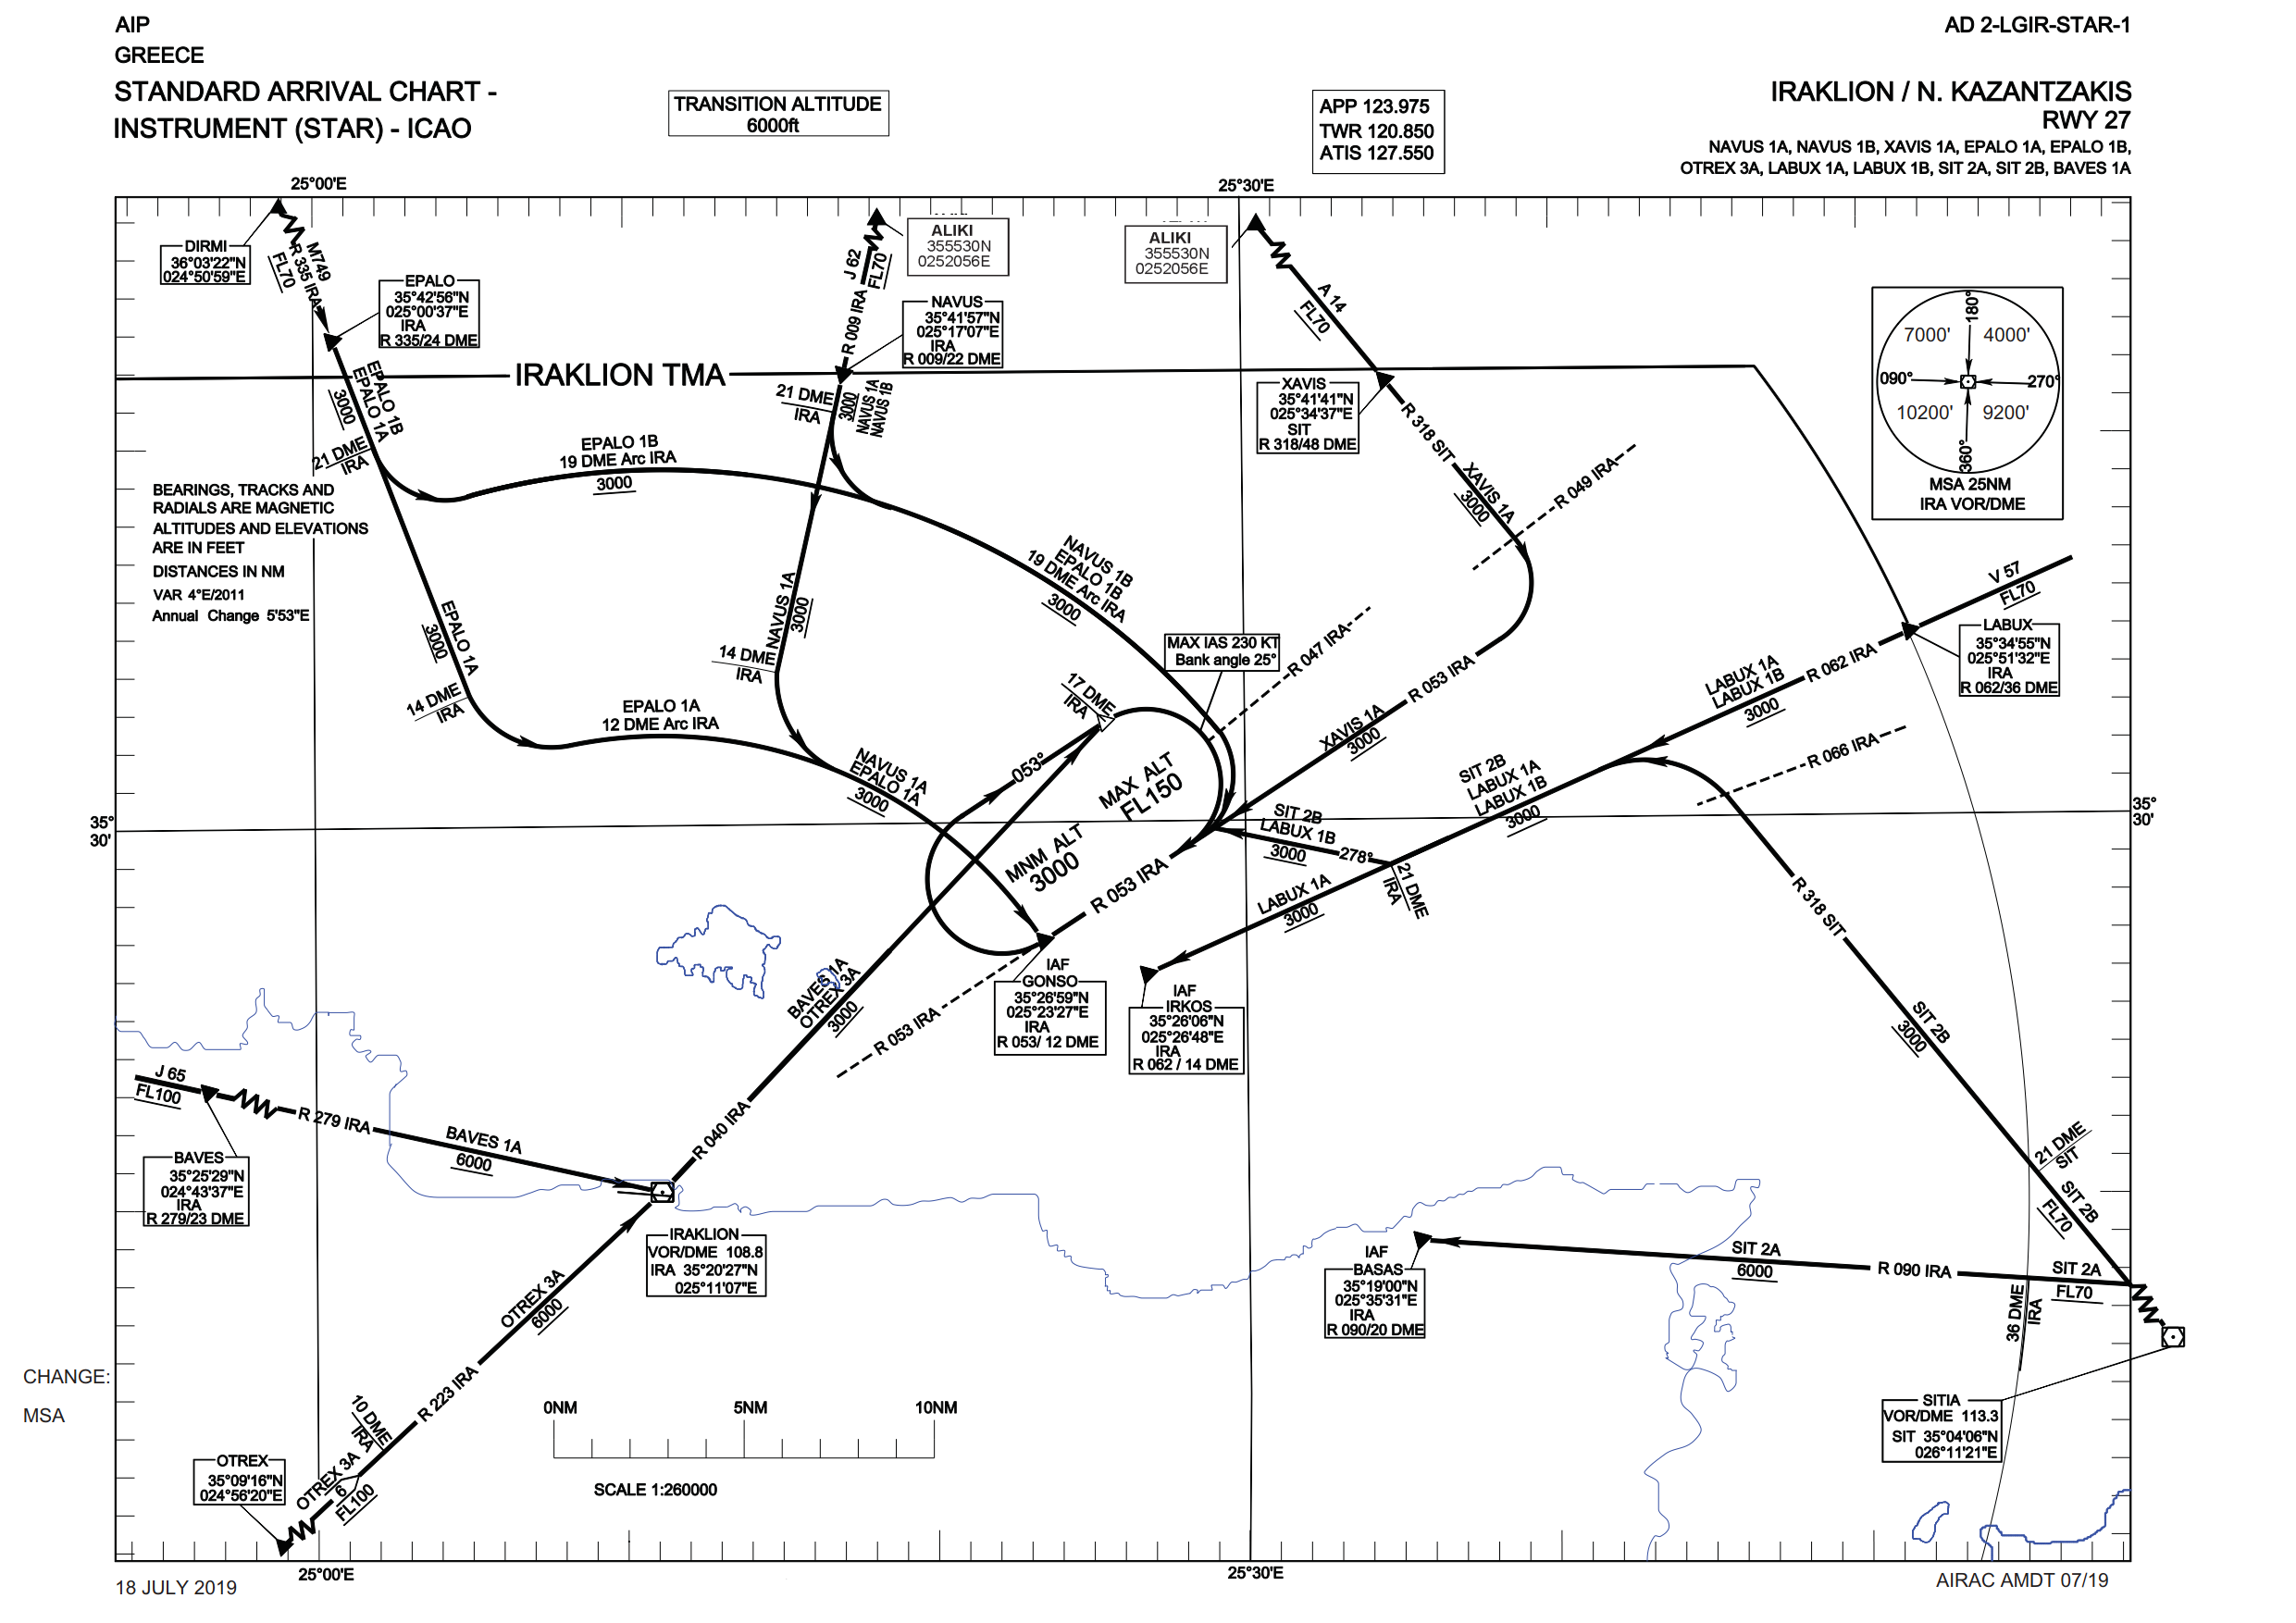 AIP
GREECE
AD 2-LGIR-STAR-1
STANDARD ARRIVAL CHART -
INSTRUMENT (STAR) - ICAO
TRANSITION ALTITUDE
6000ft
APP 123.975
TWR 120.850
ATIS 127.550
IRAKLION / N. KAZANTZAKIS
RWY 27
NAVUS 1A, NAVUS 1B, XAVIS 1A, EPALO 1A, EPALO 1B,
OTREX 3A, LABUX 1A, LABUX 1B, SIT 2A, SIT 2B, BAVES 1A
25°00'E
25°30'E
DIRMI
36°03'22"N
024°50'59"E
M749
R 335 IRA
FL70
EPALO
35°42'56"N
025°00'37"E
IRA
R 335/24 DME
J 62
FL70
R 009 IRA
ALIKI
355530N
0252056E
NAVUS
35°41'57"N
025°17'07"E
IRA
R 009/22 DME
ALIKI
355530N
0252056E
A 14
FL70
XAVIS
35°41'41"N
025°34'37"E
SIT
R 318/48 DME
7000'
4000'
10200'
9200'
180°
090°
270°
360°
MSA 25NM
IRA VOR/DME
IRAKLION TMA
EPALO 1B
EPALO 1A
3000
21 DME
IRA
21 DME
IRA
3000
NAVUS 1A
NAVUS 1B
EPALO 1B
19 DME Arc IRA
3000
R 318 SIT
XAVIS 1A
3000
R 049 IRA
BEARINGS, TRACKS AND
RADIALS ARE MAGNETIC
ALTITUDES AND ELEVATIONS
ARE IN FEET
DISTANCES IN NM
VAR 4°E/2011
Annual Change 5'53"E
NAVUS 1B
EPALO 1B
19 DME Arc IRA
3000
V 57
FL70
LABUX
35°34'55"N
025°51'32"E
IRA
R 062/36 DME
EPALO 1A
3000
NAVUS 1A
3000
14 DME
IRA
14 DME
IRA
MAX IAS 230 KT
Bank angle 25°
R 047 IRA
R 053 IRA
R 062 IRA
LABUX 1A
LABUX 1B
3000
R 066 IRA
17 DME
IRA
EPALO 1A
12 DME Arc IRA
XAVIS 1A
3000
NAVUS 1A
EPALO 1A
3000
053°
MAX ALT
FL150
MNM ALT
3000
SIT 2B
LABUX 1A
LABUX 1B
3000
SIT 2B
LABUX 1B
3000
278°
21 DME
IRA
35°
30'
35°
30'
R 053 IRA
LABUX 1A
3000
R 318 SIT
SIT 2B
3000
IAF
GONSO
35°26'59"N
025°23'27"E
IRA
R 053/ 12 DME
IAF
IRKOS
35°26'06"N
025°26'48"E
IRA
R 062 / 14 DME
BAVES 1A
OTREX 3A
3000
R 053 IRA
J 65
FL100
R 279 IRA
BAVES 1A
6000
R 040 IRA
BAVES
35°25'29"N
024°43'37"E
IRA
R 279/23 DME
21 DME
SIT
SIT 2B
FL70
IRAKLION
VOR/DME 108.8
IRA 35°20'27"N
025°11'07"E
IAF
BASAS
35°19'00"N
025°35'31"E
IRA
R 090/20 DME
SIT 2A
6000
R 090 IRA
SIT 2A
FL70
36 DME
IRA
OTREX 3A
6000
R 223 IRA
10 DME
IRA
OTREX 3A
6
FL100
OTREX
35°09'16"N
024°56'20"E
CHANGE:
MSA
0NM
5NM
10NM
SCALE 1:260000
SITIA
VOR/DME 113.3
SIT 35°04'06"N
026°11'21"E
25°00'E
25°30'E
18 JULY 2019
AIRAC AMDT 07/19